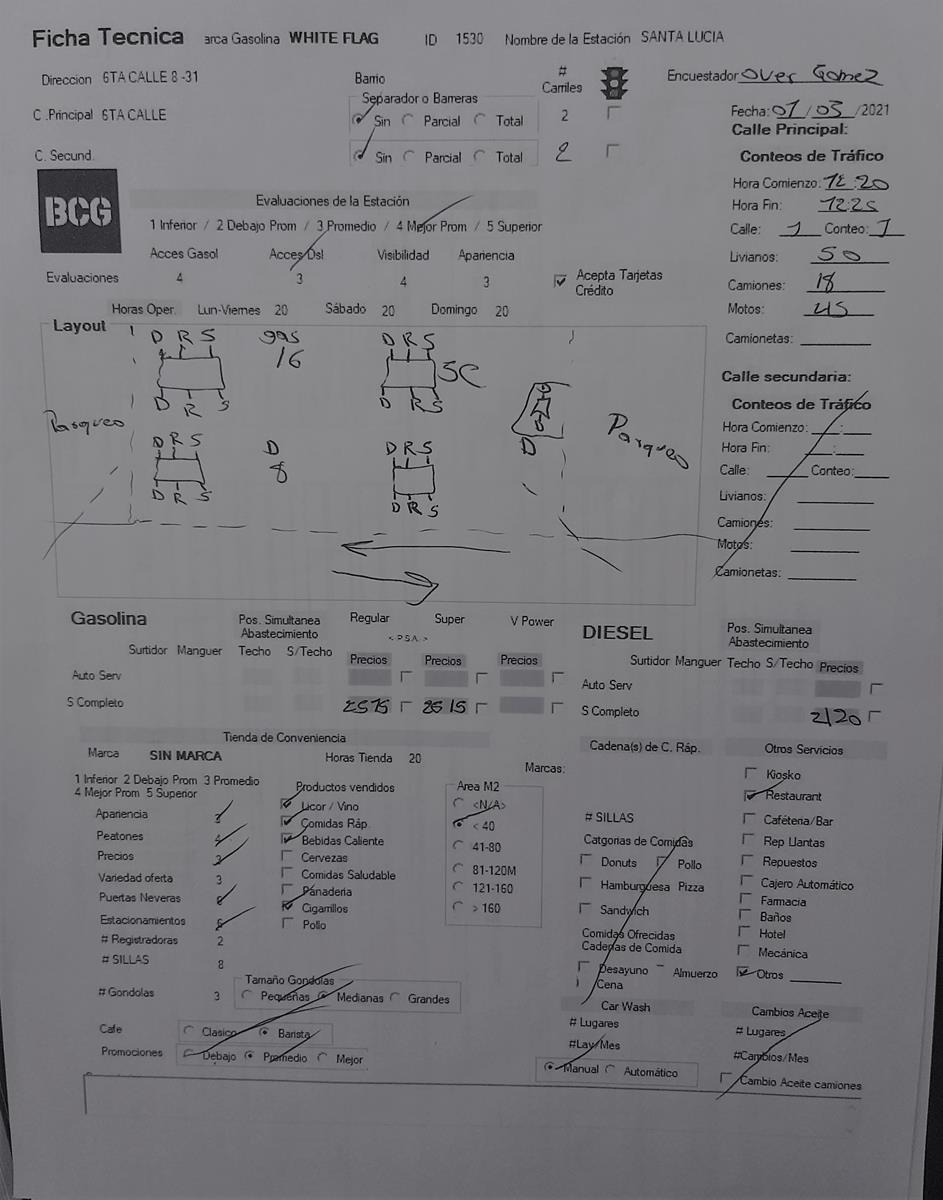 Ficha Tecnica arca Gasolina WHITE FLAG ID 1530 Nombre de la Estación SANTA LUCIA
Direccion 6TA CALLE 8 -31 Barrio # Carriles Encuestador Over Gomez
Separador o Barreras
C .Principal 6TA CALLE Sin Parcial Total 2 Fecha: 01 / 03 /2021
Calle Principal:
C. Secund. Sin Parcial Total 2 Conteos de Tráfico
BCG
Evaluaciones de la Estación Hora Comienzo: 12:20
1 Inferior / 2 Debajo Prom / 3 Promedio / 4 Mejor Prom / 5 Superior Hora Fin: 12:25
Calle: 1 Conteo: 1
Acces Gasol Acces Dsl Visibilidad Apariencia Livianos: 50
Evaluaciones 4 3 4 3 Acepta Tarjetas Crédito Camiones: 18
Horas Oper. Lun-Viernes 20 Sábado 20 Domingo 20 Motos: 45
Layout Camionetas:
D R S gas D R S
16 SC
D R S D R S
Parqueo D Parqueo
D R S D D R S
8
D R S D R S
Calle secundaria:
Conteos de Tráfico
Hora Comienzo: :
Hora Fin: :
Calle: Conteo:
Livianos:
Camiones:
Motos:
Camionetas:
Gasolina Pos. Simultanea Abastecimiento Regular Super V Power DIESEL Pos. Simultanea Abastecimiento
< P.S.A. >
Surtidor Manguer Techo S/Techo Precios Precios Precios Surtidor Manguer Techo S/Techo Precios
Auto Serv Auto Serv
S Completo 2515 S Completo 2120
Tienda de Conveniencia Cadena(s) de C. Ráp. Otros Servicios
Marca SIN MARCA Horas Tienda 20 Marcas:
1 Inferior 2 Debajo Prom 3 Promedio
4 Mejor Prom 5 Superior
Apariencia
Peatones 4
Precios 3
Variedad oferta 3
Puertas Neveras
Estacionamientos
# Registradoras 2
# SILLAS 8
# Gondolas 3
Productos vendidos
Licor / Vino
Comidas Ráp.
Bebidas Caliente
Cervezas
Comidas Saludable
Panaderia
Cigarrillos
Pollo
Area M2
<N/A>
< 40
41-80
81-120M
121-160
> 160
Tamaño Gondolas
Pequeñas Medianas Grandes
Cafe Clasico Barista
Promociones Debajo Promedio Mejor
# SILLAS
Catgorias de Comidas
Donuts Pollo
Hamburguesa Pizza
Sandwich
Comidas Ofrecidas
Cadenas de Comida
Desayuno Almuerzo
Cena
Car Wash
# Lugares
#Lav/Mes
Manual Automático
Kiosko
Restaurant
Caféteria/Bar
Rep Llantas
Repuestos
Cajero Automático
Farmacia
Baños
Hotel
Mecánica
Otros
Cambios Aceite
# Lugares
#Cambios/Mes
Cambio Aceite camiones